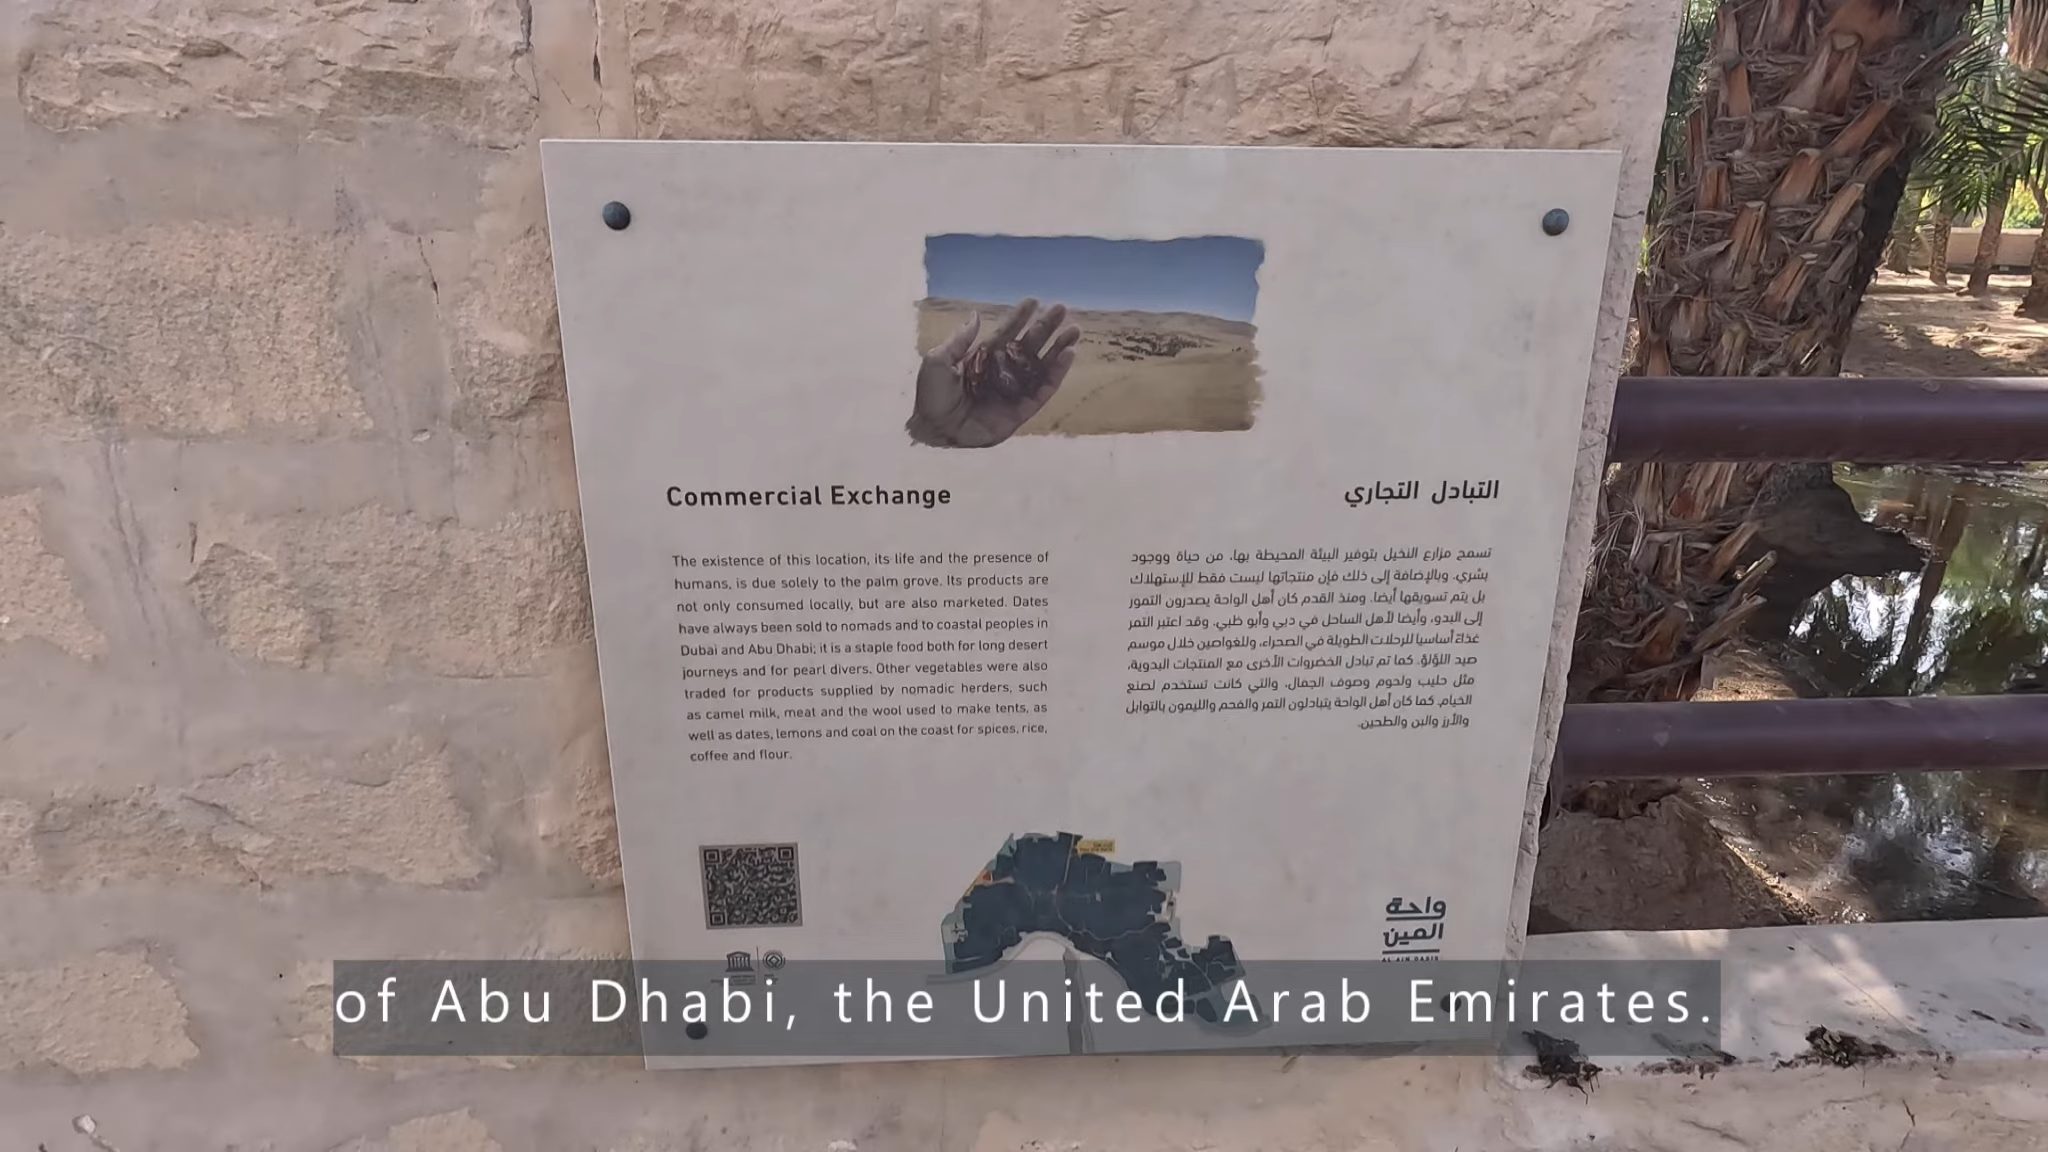 Commercial Exchange
The existence of this location, its life and the presence of
humans, is due solely to the palm grove. Its products are
not only consumed locally, but are also marketed. Dates
have always been sold to nomads and to coastal peoples in
Dubai and Abu Dhabi; it is a staple food both for long desert
journeys and for pearl divers. Other vegetables were also
traded for products supplied by nomadic herders, such
as camel milk, meat and the wool used to make tents, as
well as dates, lemons and coal on the coast for spices, rice,
coffee and flour.
التبادل التجاري
تسمح مزارع النخيل بتوفير البيئة المحيطة بها، من حياة ووجود
بشري. وبالإضافة إلى ذلك فإن منتجاتها ليست فقط للإستهلاك
بل يتم تسويقها أيضا. ومنذ القدم كان أهل الواحة يصدرون التمور
إلى البدو، وأيضا لأهل الساحل في دبي وأبو ظبي. وقد اعتبر التمر
غذاءً أساسيا للرحلات الطويلة في الصحراء، وللغواصين خلال موسم
صيد اللؤلؤ. كما تم تبادل الخضروات الأخرى مع المنتجات البدوية،
مثل حليب ولحوم وصوف الجمال، والتي كانت تستخدم لصنع
الخيام. كما كان أهل الواحة يتبادلون التمر والفحم والليمون بالتوابل
والأرز والبن والطحين.
واحة
العين
AL AIN OASIS
of Abu Dhabi, the United Arab Emirates.